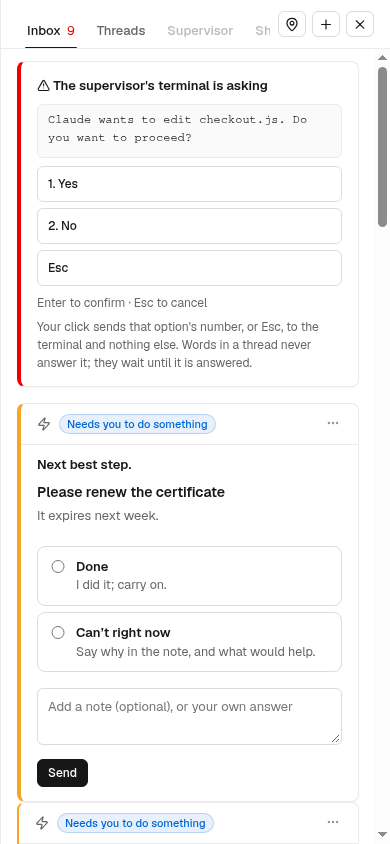 Inbox 9 Threads Supervisor Sh
The supervisor's terminal is asking
Claude wants to edit checkout.js. Do
you want to proceed?
1. Yes
2. No
Esc
Enter to confirm · Esc to cancel
Your click sends that option's number, or Esc, to the
terminal and nothing else. Words in a thread never
answer it; they wait until it is answered.
Needs you to do something
Next best step.
Please renew the certificate
It expires next week.
Done
I did it; carry on.
Can't right now
Say why in the note, and what would help.
Add a note (optional), or your own answer
Send
Needs you to do something